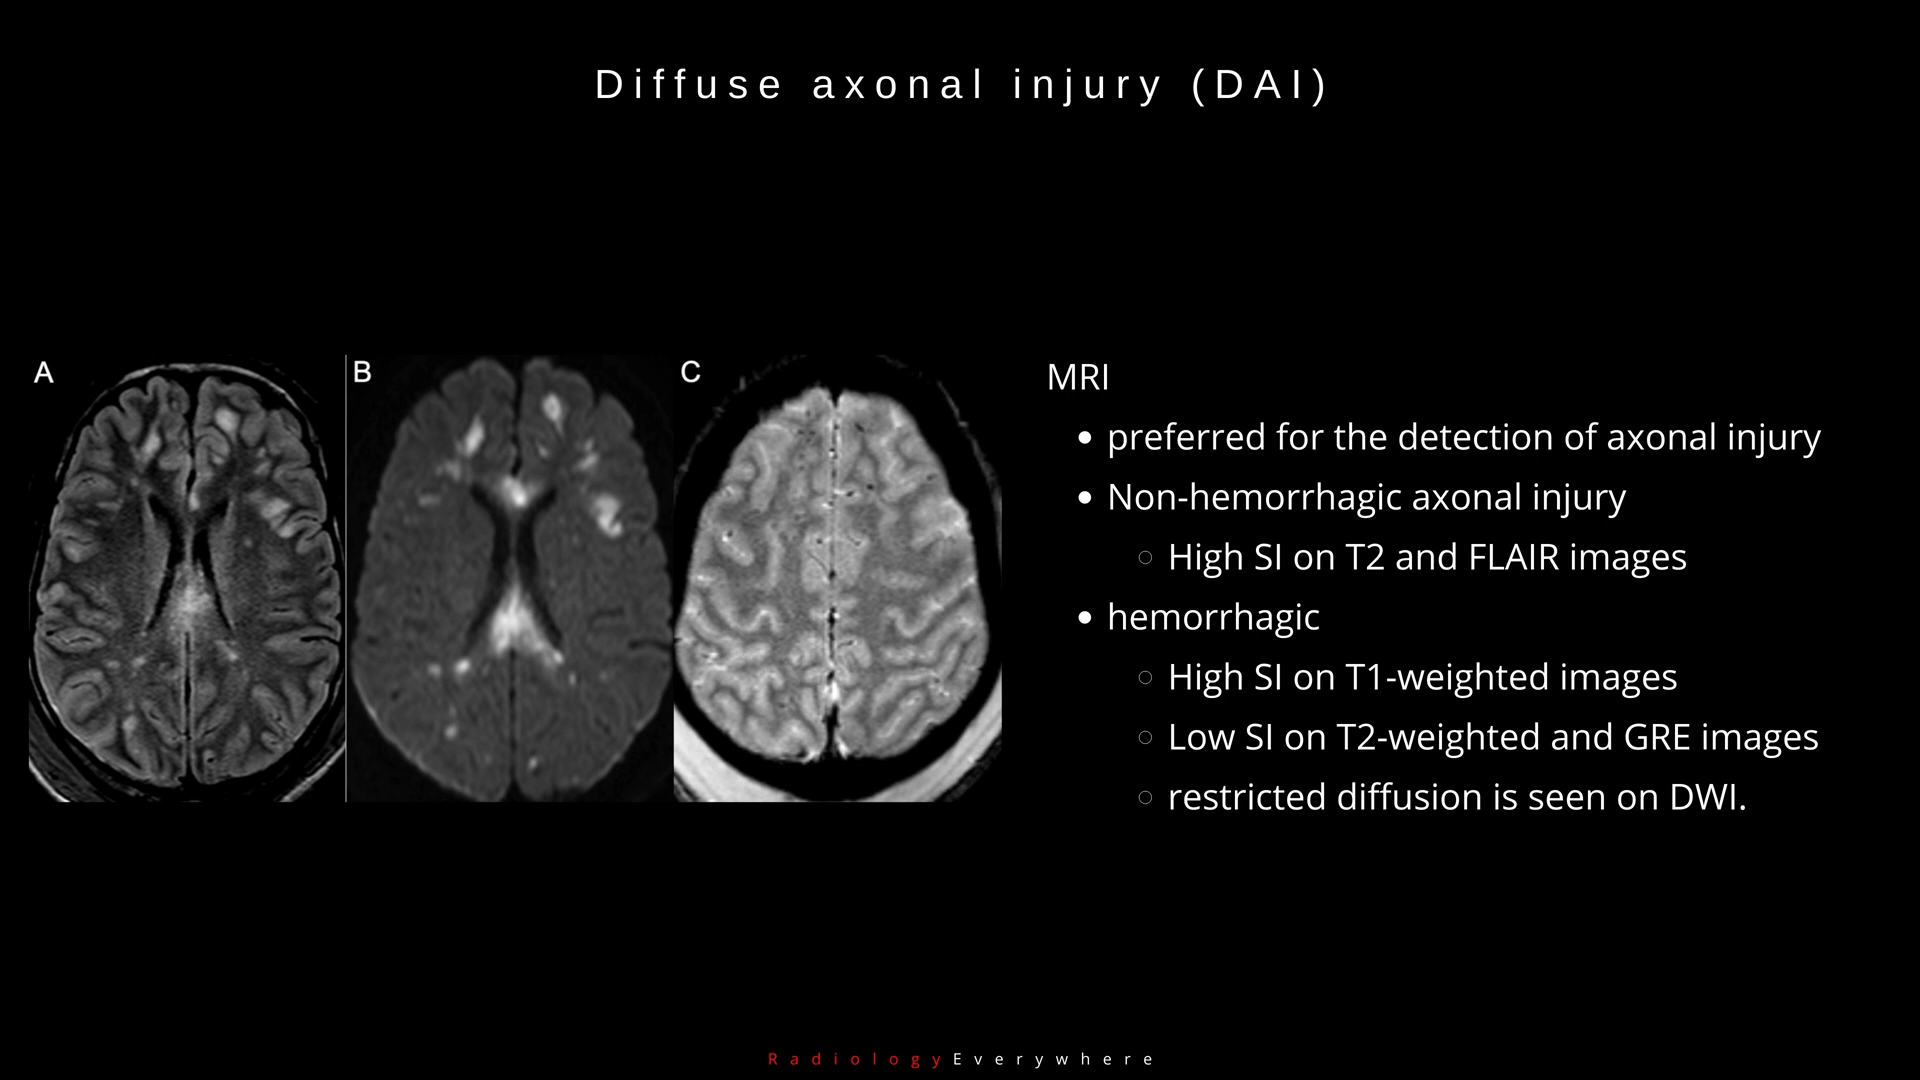 Diffuse axonal injury (DAI)
A
B
C
MRI
preferred for the detection of axonal injury
Non-hemorrhagic axonal injury
High SI on T2 and FLAIR images
hemorrhagic
High SI on T1-weighted images
Low SI on T2-weighted and GRE images
restricted diffusion is seen on DWI.
RadiologyEverywhere